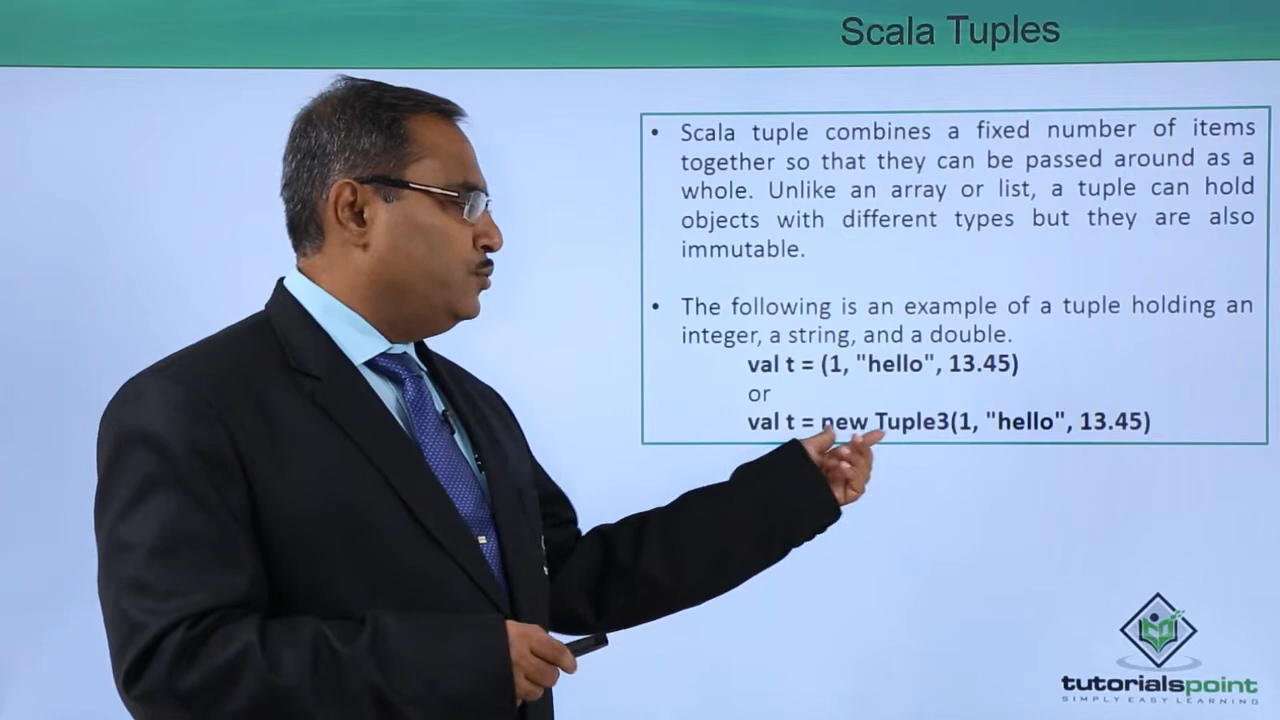 Scala Tuples
• Scala tuple combines a fixed number of items
together so that they can be passed around as a
whole. Unlike an array or list, a tuple can hold
objects with different types but they are also
immutable.
• The following is an example of a tuple holding an
integer, a string, and a double.
val t = (1, "hello", 13.45)
or
val t = new Tuple3(1, "hello", 13.45)
tutorialspoint
SIMPLY EASY LEARNING